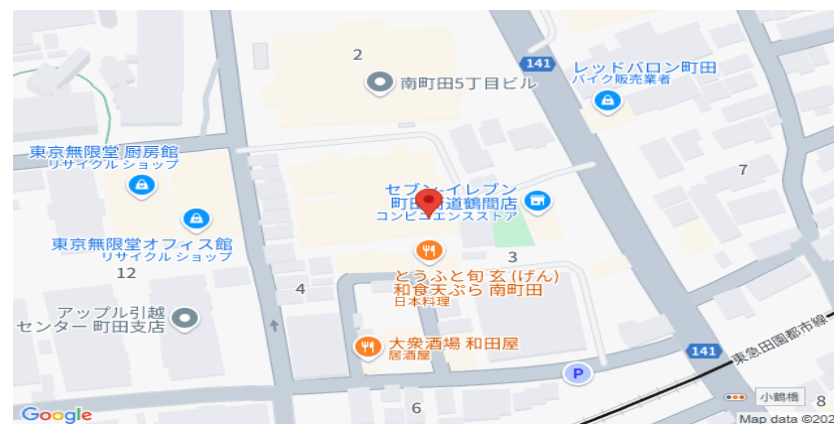 2
141
レッドバロン町田
バイク販売業者
南町田5丁目ビル
東京無限堂 厨房館
リサイクル ショップ
7
セブン-イレブン
町田街道鶴間店
コンビニエンスストア
東京無限堂オフィス館
リサイクル ショップ
12
3
4
とうふと旬 玄 (げん)
和食天ぷら 南町田
日本料理
アップル引越
センター 町田支店
大衆酒場 和田屋
居酒屋
141
東急田園都市線
P
小鶴橋
8
6
Google
Map data ©202